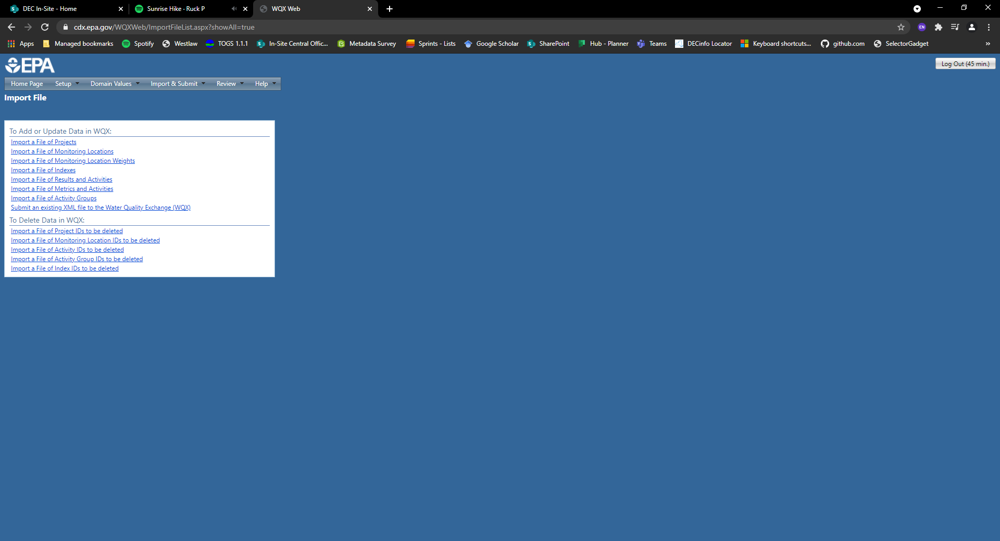 DEC In-Site - Home
Sunrise Hike · Ruck P
WQX Web
cdx.epa.gov/WQXWeb/ImportFileList.aspx?showAll=true
EN
Apps
Managed bookmarks
Spotify
Westlaw
TOGS 1.1.1
In-Site Central Offic...
Metadata Survey
Sprints - Lists
Google Scholar
SharePoint
Hub - Planner
Teams
DECinfo Locator
Keyboard shortcuts...
github.com
SelectorGadget
»
EPA
Log Out (45 min.)
Home Page
Setup
Domain Values
Import & Submit
Review
Help
Import File
To Add or Update Data in WQX:
Import a File of Projects
Import a File of Monitoring Locations
Import a File of Monitoring Location Weights
Import a File of Indexes
Import a File of Results and Activities
Import a File of Metrics and Activities
Import a File of Activity Groups
Submit an existing XML file to the Water Quality Exchange (WQX)
To Delete Data in WQX:
Import a File of Project IDs to be deleted
Import a File of Monitoring Location IDs to be deleted
Import a File of Activity IDs to be deleted
Import a File of Activity Group IDs to be deleted
Import a File of Index IDs to be deleted